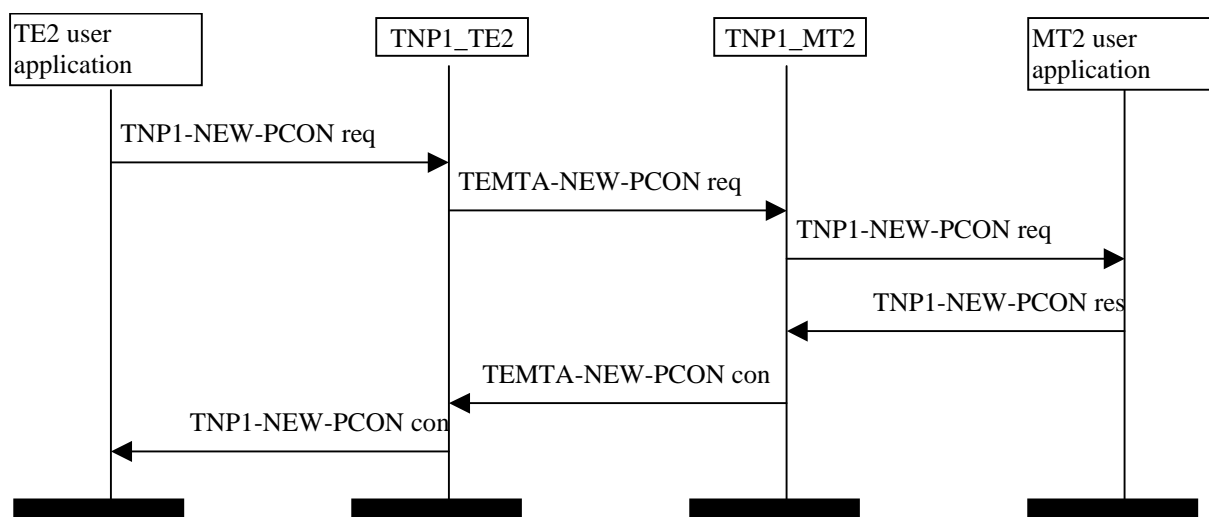 TE2 user
application
TNP1_TE2
TNP1_MT2
MT2 user
application
TNP1-NEW-PCON req
TEMTA-NEW-PCON req
TNP1-NEW-PCON req
TNP1-NEW-PCON res
TEMTA-NEW-PCON con
TNP1-NEW-PCON con